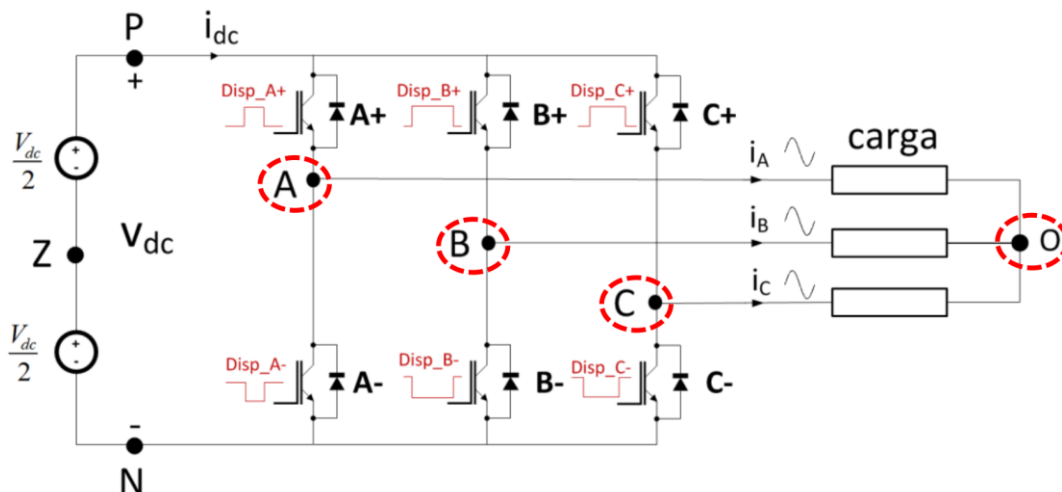 P
i_dc
+
Disp_A+
A+
Disp_B+
B+
Disp_C+
C+
V_dc/2
+
-
A
i_A
carga
Z
V_dc
B
i_B
O
C
i_C
V_dc/2
+
-
Disp_A-
A-
Disp_B-
B-
Disp_C-
C-
-
N